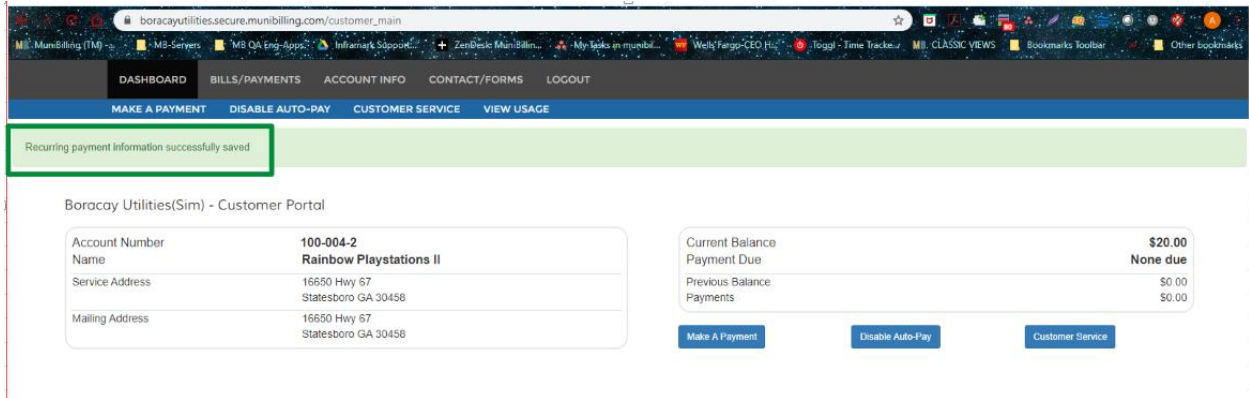 boracayutilities.secure.munibilling.com/customer_main
MuniBilling (TM) - MB-Servers MB QA Eng-Apps Inframark Support... ZenDesk MuniBillin... My Tasks in munibil... Wells Fargo-CEO H... Toggl - Time Tracke... MB. CLASSIC VIEWS Bookmarks Toolbar Other bookmarks
DASHBOARD BILLS/PAYMENTS ACCOUNT INFO CONTACT/FORMS LOGOUT
MAKE A PAYMENT DISABLE AUTO-PAY CUSTOMER SERVICE VIEW USAGE
Recurring payment information successfully saved
Boracay Utilities(Sim) - Customer Portal
Account Number 100-004-2
Name Rainbow Playstations II
Service Address 16650 Hwy 67
Statesboro GA 30458
Mailing Address 16650 Hwy 67
Statesboro GA 30458
Current Balance $20.00
Payment Due None due
Previous Balance $0.00
Payments $0.00
Make A Payment Disable Auto-Pay Customer Service